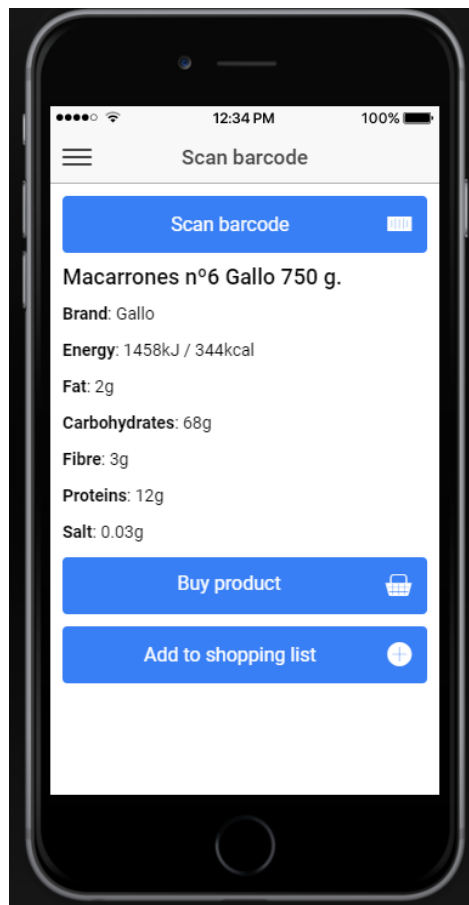 12:34 PM 100%
Scan barcode
Scan barcode
Macarrones nº6 Gallo 750 g.
Brand: Gallo
Energy: 1458kJ / 344kcal
Fat: 2g
Carbohydrates: 68g
Fibre: 3g
Proteins: 12g
Salt: 0.03g
Buy product
Add to shopping list